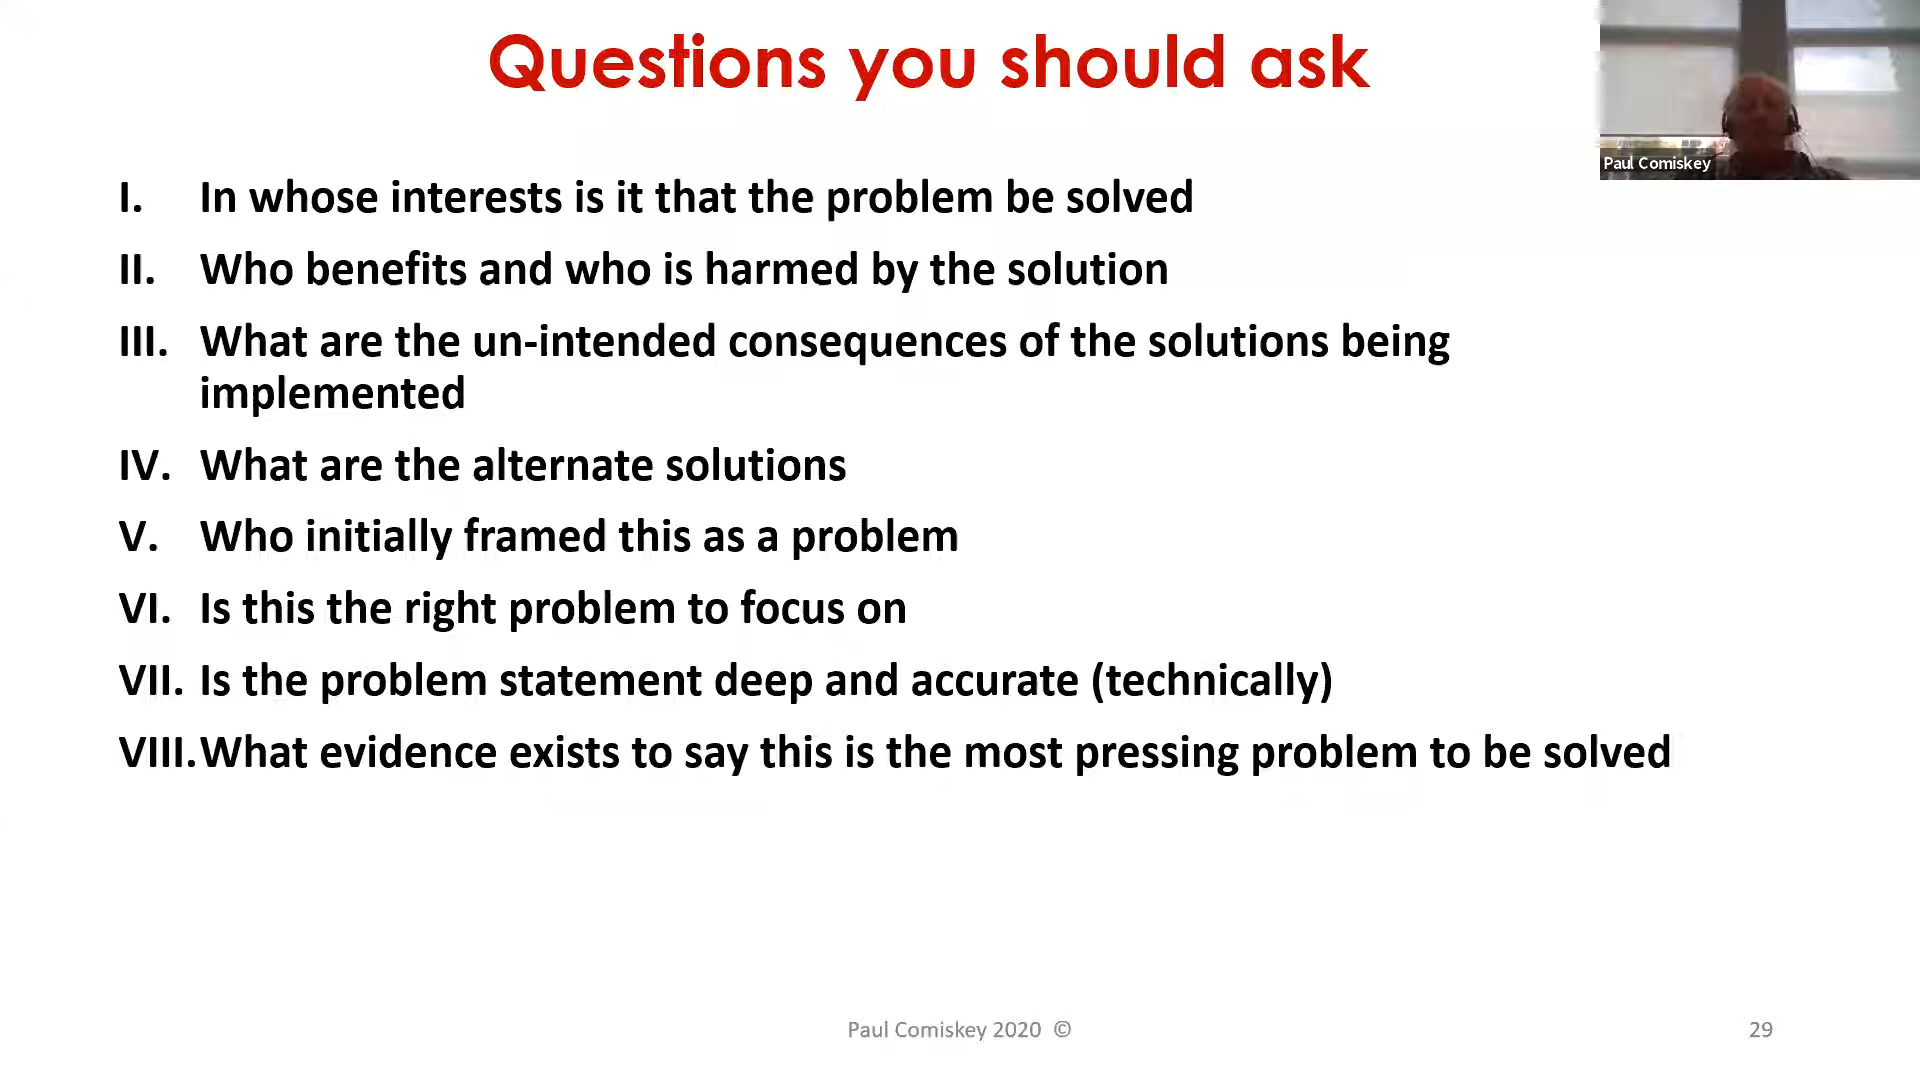 Questions you should ask
Paul Comiskey
I. In whose interests is it that the problem be solved
II. Who benefits and who is harmed by the solution
III. What are the un-intended consequences of the solutions being
implemented
IV. What are the alternate solutions
V. Who initially framed this as a problem
VI. Is this the right problem to focus on
VII. Is the problem statement deep and accurate (technically)
VIII. What evidence exists to say this is the most pressing problem to be solved
Paul Comiskey 2020 ©
29